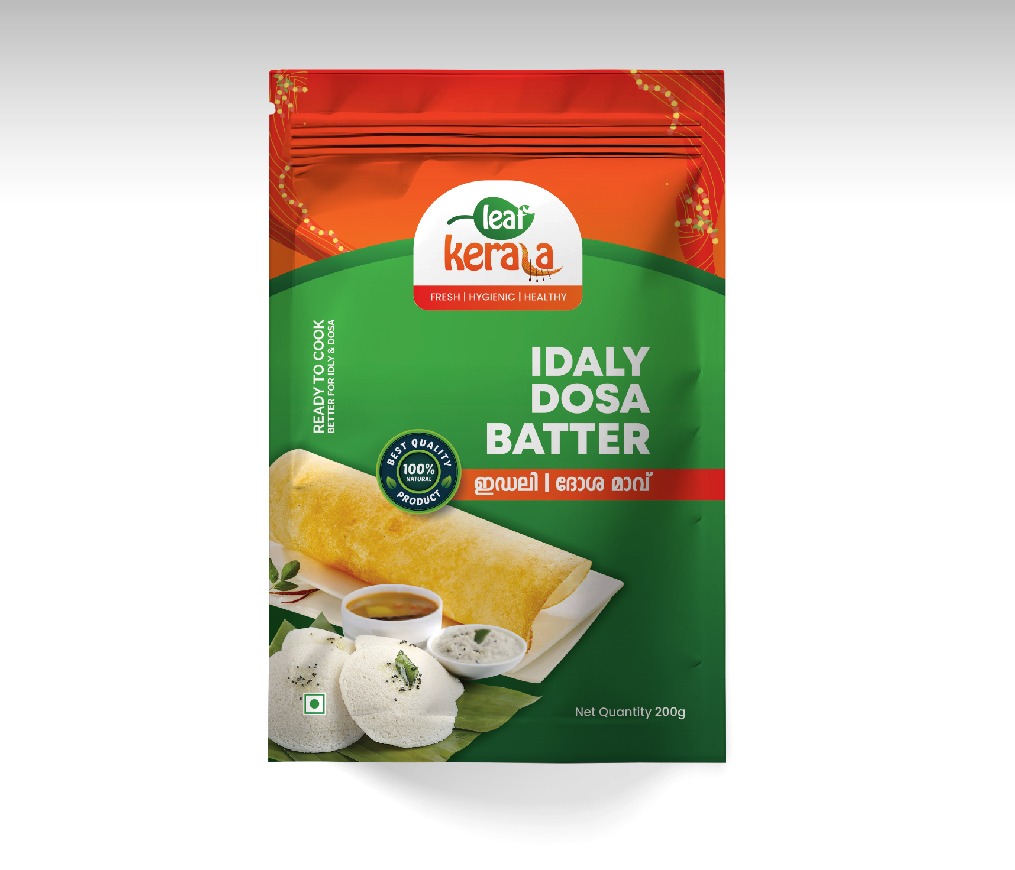 leaf
kerala
FRESH | HYGIENIC | HEALTHY
READY TO COOK
BETTER FOR IDLY & DOSA
IDALY
DOSA
BATTER
BEST QUALITY
100%
NATURAL
PRODUCT
ഇഡലി | ദോശ മാവ്
Net Quantity 200g